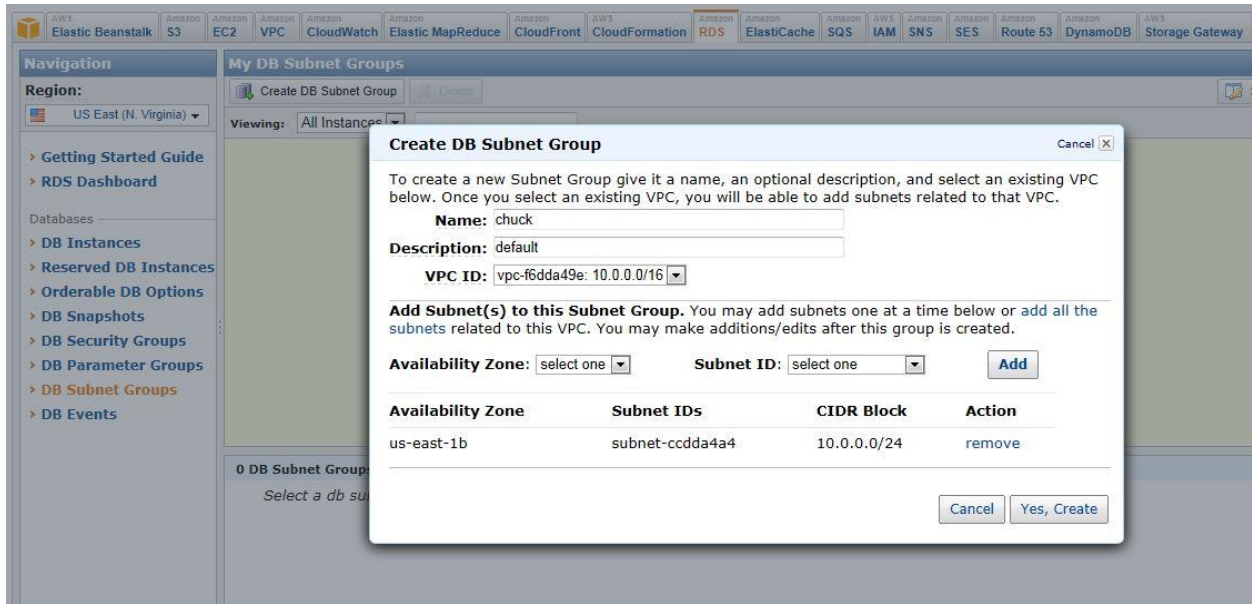 AWS Amazon Amazon Amazon Amazon Amazon Amazon AWS Amazon Amazon Amazon AWS Amazon Amazon Amazon Amazon AWS
Elastic Beanstalk S3 EC2 VPC CloudWatch Elastic MapReduce CloudFront CloudFormation RDS ElastiCache SQS IAM SNS SES Route 53 DynamoDB Storage Gateway
Navigation
Region:
US East (N. Virginia)
> Getting Started Guide
> RDS Dashboard
Databases
> DB Instances
> Reserved DB Instances
> Orderable DB Options
> DB Snapshots
> DB Security Groups
> DB Parameter Groups
> DB Subnet Groups
> DB Events
My DB Subnet Groups
Create DB Subnet Group Delete
Viewing: All Instances
Create DB Subnet Group Cancel X
To create a new Subnet Group give it a name, an optional description, and select an existing VPC
below. Once you select an existing VPC, you will be able to add subnets related to that VPC.
Name: chuck
Description: default
VPC ID: vpc-f6dda49e: 10.0.0.0/16
Add Subnet(s) to this Subnet Group. You may add subnets one at a time below or add all the
subnets related to this VPC. You may make additions/edits after this group is created.
Availability Zone: select one Subnet ID: select one Add
Availability Zone Subnet IDs CIDR Block Action
us-east-1b subnet-ccdda4a4 10.0.0.0/24 remove
Cancel Yes, Create
0 DB Subnet Group
Select a db su